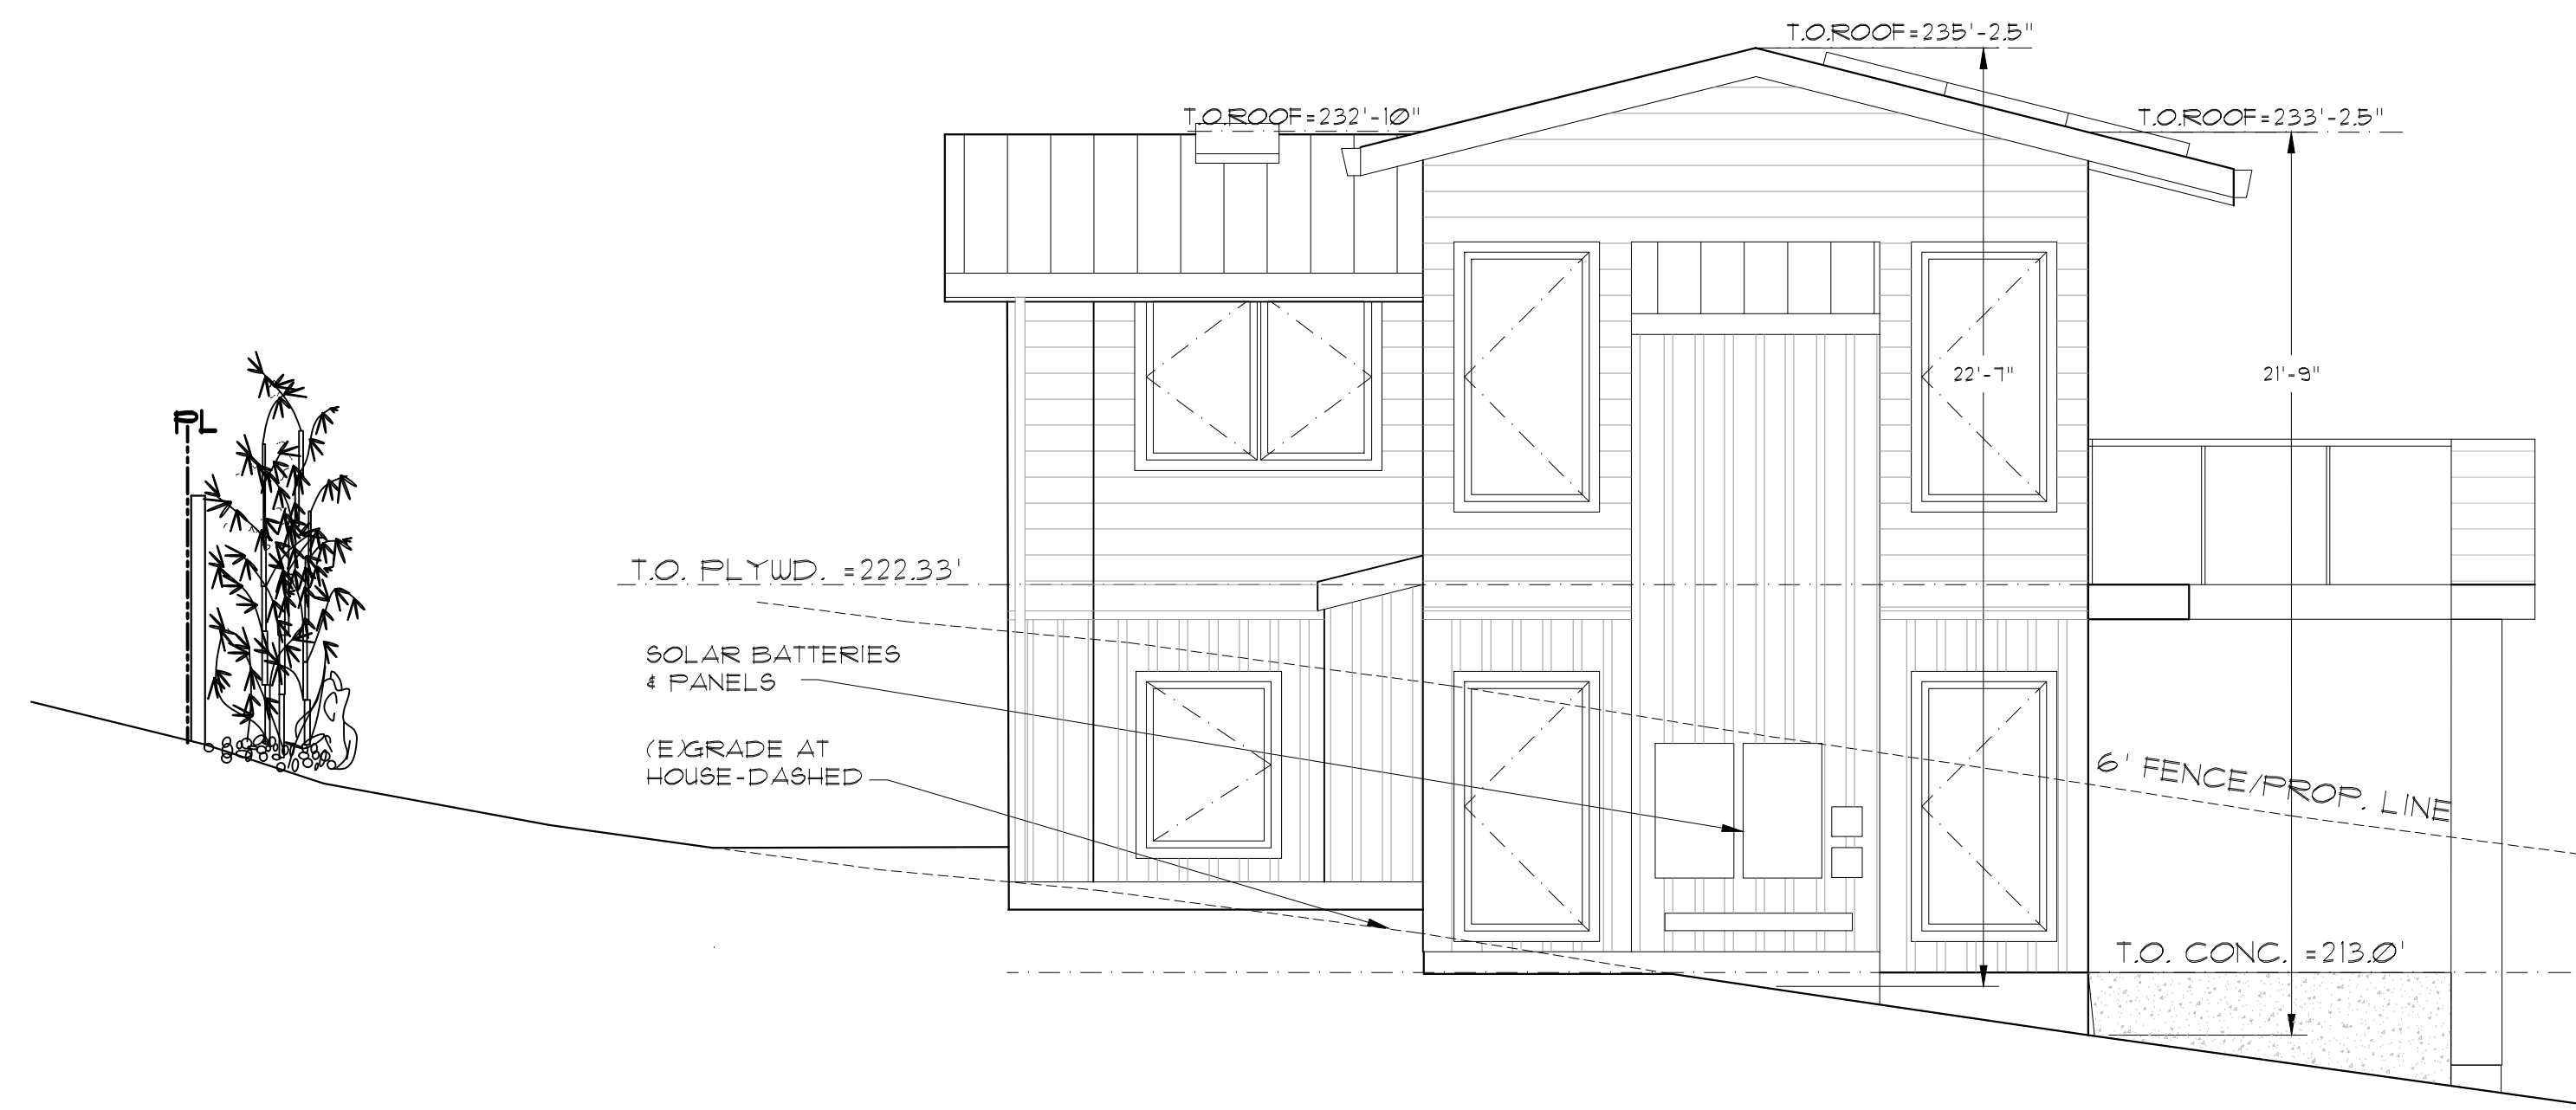 T.O.ROOF=235'-2.5"
T.O.ROOF=232'-10"
T.O.ROOF=233'-2.5"
22'-7"
21'-9"
PL
T.O. PLYWD. =222.33'
SOLAR BATTERIES
& PANELS
(E)GRADE AT
HOUSE-DASHED
6' FENCE/PROP. LINE
T.O. CONC. =213.0'